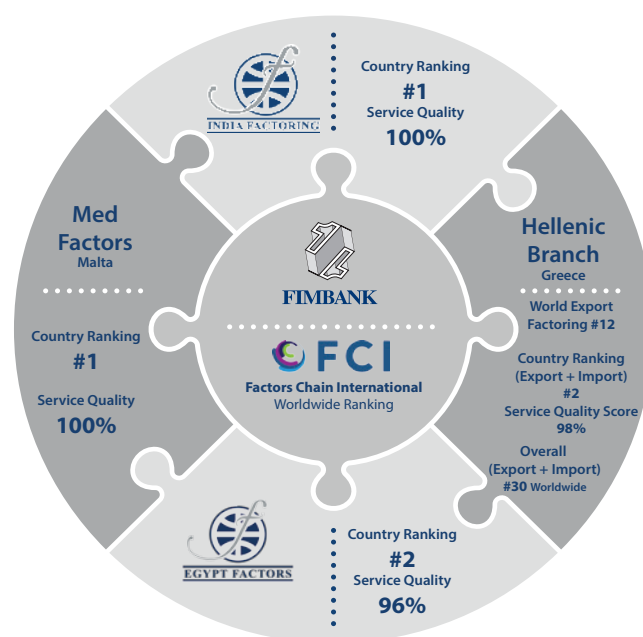 INDIA FACTORING
Country Ranking
#1
Service Quality
100%
Med
Factors
Malta
Country Ranking
#1
Service Quality
100%
FIMBANK
FCI
Factors Chain International
Worldwide Ranking
Hellenic
Branch
Greece
World Export
Factoring #12
Country Ranking
(Export + Import)
#2
Service Quality Score
98%
Overall
(Export + Import)
#30 Worldwide
EGYPT FACTORS
Country Ranking
#2
Service Quality
96%